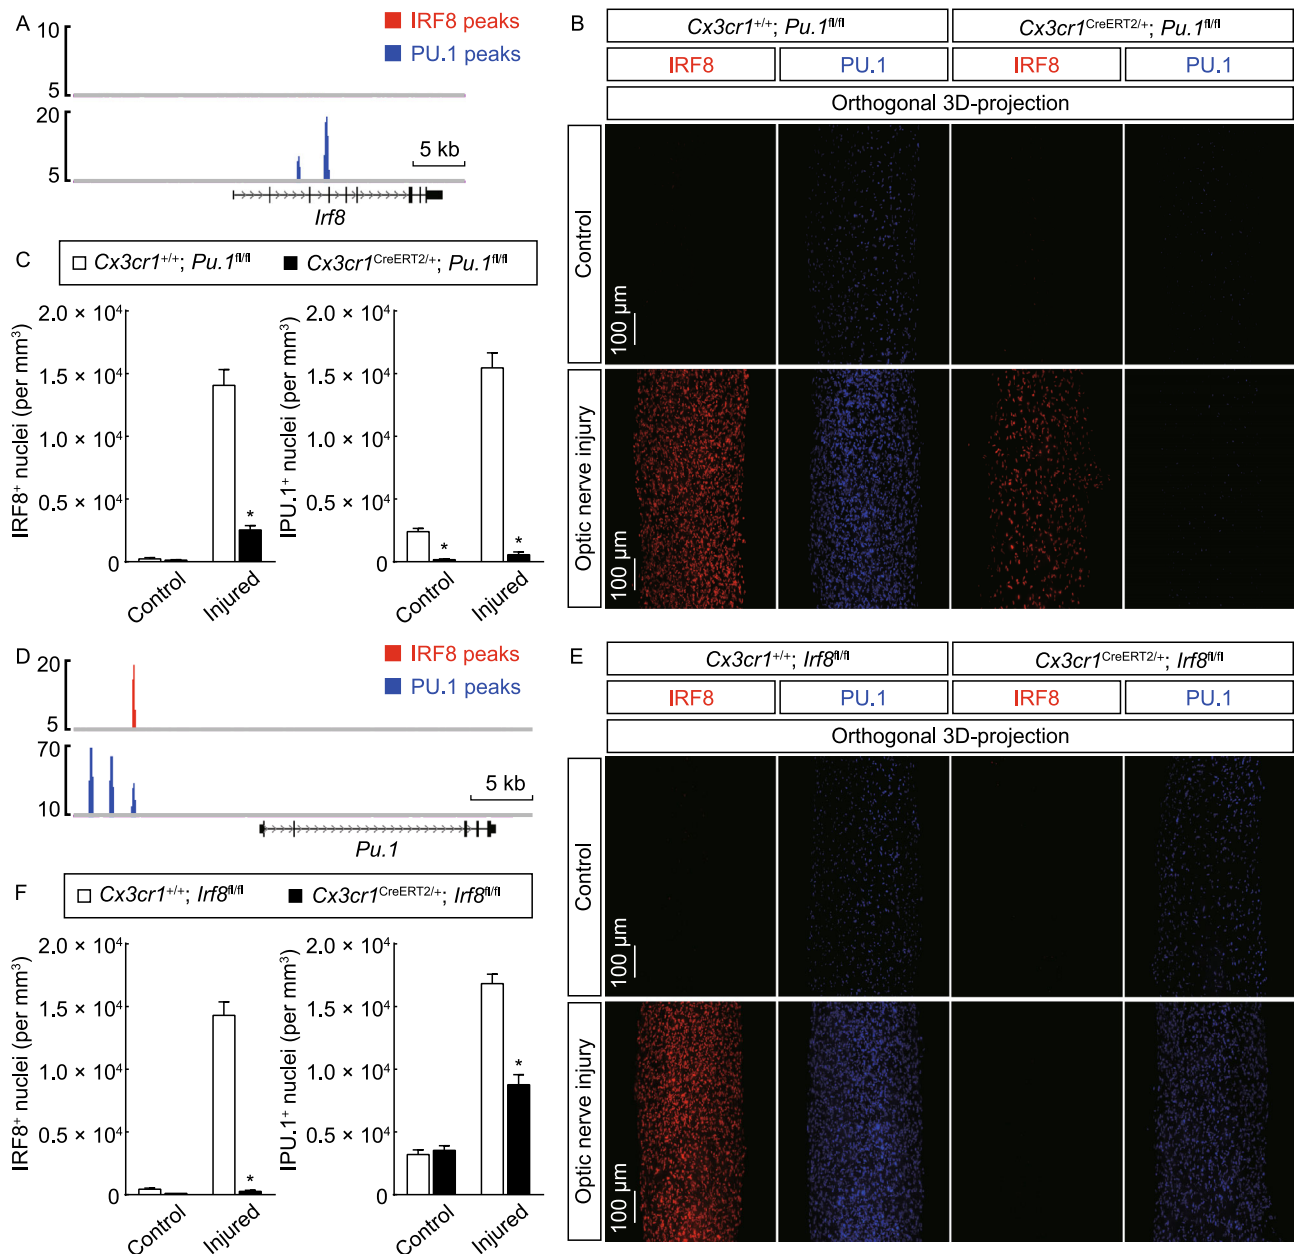 A
IRF8 peaks
PU.1 peaks
10
5
20
5
5 kb
Irf8
B
Cx3cr1+/+; Pu.1fl/fl
Cx3cr1CreERT2/+; Pu.1fl/fl
IRF8
PU.1
IRF8
PU.1
Orthogonal 3D-projection
Control
100 µm
Optic nerve injury
100 µm
C
Cx3cr1+/+; Pu.1fl/fl
Cx3cr1CreERT2/+; Pu.1fl/fl
IRF8+ nuclei (per mm3)
2.0 × 10⁴
1.5 × 10⁴
1.0 × 10⁴
0.5 × 10⁴
0
*
Control
Injured
IPU.1+ nuclei (per mm3)
2.0 × 10⁴
1.5 × 10⁴
1.0 × 10⁴
0.5 × 10⁴
0
*
*
Control
Injured
D
IRF8 peaks
PU.1 peaks
20
5
70
10
5 kb
Pu.1
E
Cx3cr1+/+; Irf8fl/fl
Cx3cr1CreERT2/+; Irf8fl/fl
IRF8
PU.1
IRF8
PU.1
Orthogonal 3D-projection
Control
100 µm
Optic nerve injury
100 µm
F
Cx3cr1+/+; Irf8fl/fl
Cx3cr1CreERT2/+; Irf8fl/fl
IRF8+ nuclei (per mm3)
2.0 × 10⁴
1.5 × 10⁴
1.0 × 10⁴
0.5 × 10⁴
0
*
Control
Injured
IPU.1+ nuclei (per mm3)
2.0 × 10⁴
1.5 × 10⁴
1.0 × 10⁴
0.5 × 10⁴
0
*
Control
Injured